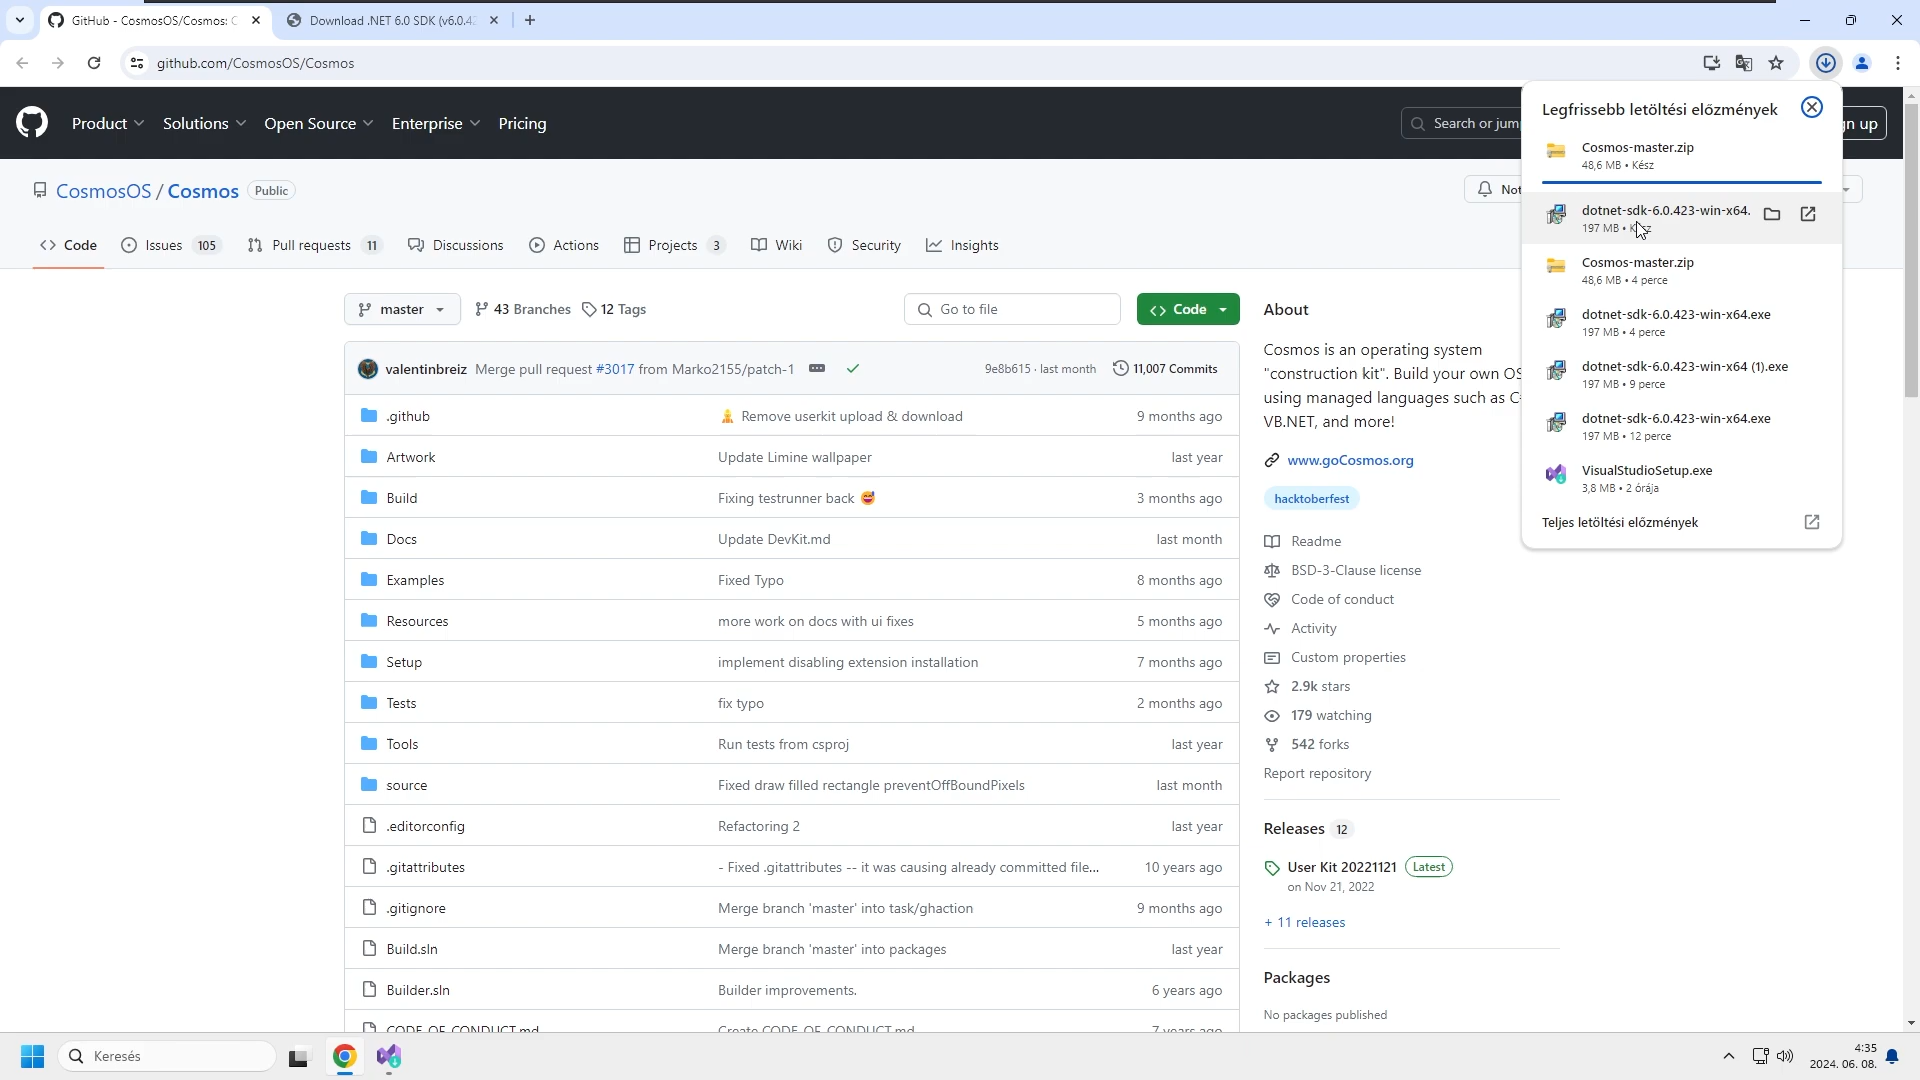 GitHub - CosmosOS/Cosmos: C
Download .NET 6.0 SDK (v6.0.42
github.com/CosmosOS/Cosmos
Product
Solutions
Open Source
Enterprise
Pricing
Search or jump
n up
Legfrissebb letöltési előzmények
Cosmos-master.zip
48,6 MB • Kész
dotnet-sdk-6.0.423-win-x64.
197 MB •
Cosmos-master.zip
48,6 MB • 4 perce
dotnet-sdk-6.0.423-win-x64.exe
197 MB • 4 perce
dotnet-sdk-6.0.423-win-x64 (1).exe
197 MB • 9 perce
dotnet-sdk-6.0.423-win-x64.exe
197 MB • 12 perce
VisualStudioSetup.exe
3,8 MB • 2 órája
Teljes letöltési előzmények
CosmosOS / Cosmos Public
Not
Code
Issues 105
Pull requests 11
Discussions
Actions
Projects 3
Wiki
Security
Insights
master
43 Branches
12 Tags
Go to file
Code
valentinbreiz Merge pull request #3017 from Marko2155/patch-1
9e8b615 · last month
11,007 Commits
.github Remove userkit upload & download 9 months ago
Artwork Update Limine wallpaper last year
Build Fixing testrunner back 😅 3 months ago
Docs Update DevKit.md last month
Examples Fixed Typo 8 months ago
Resources more work on docs with ui fixes 5 months ago
Setup implement disabling extension installation 7 months ago
Tests fix typo 2 months ago
Tools Run tests from csproj last year
source Fixed draw filled rectangle preventOffBoundPixels last month
.editorconfig Refactoring 2 last year
.gitattributes - Fixed .gitattributes -- it was causing already committed file... 10 years ago
.gitignore Merge branch 'master' into task/ghaction 9 months ago
Build.sln Merge branch 'master' into packages last year
Builder.sln Builder improvements. 6 years ago
CODE_OF_CONDUCT.md Create CODE_OF_CONDUCT.md 7 years ago
About
Cosmos is an operating system
"construction kit". Build your own OS
using managed languages such as C
VB.NET, and more!
www.goCosmos.org
hacktoberfest
Readme
BSD-3-Clause license
Code of conduct
Activity
Custom properties
2.9k stars
179 watching
542 forks
Report repository
Releases 12
User Kit 20221121 Latest
on Nov 21, 2022
+ 11 releases
Packages
No packages published
Keresés
4:35
2024. 06. 08.